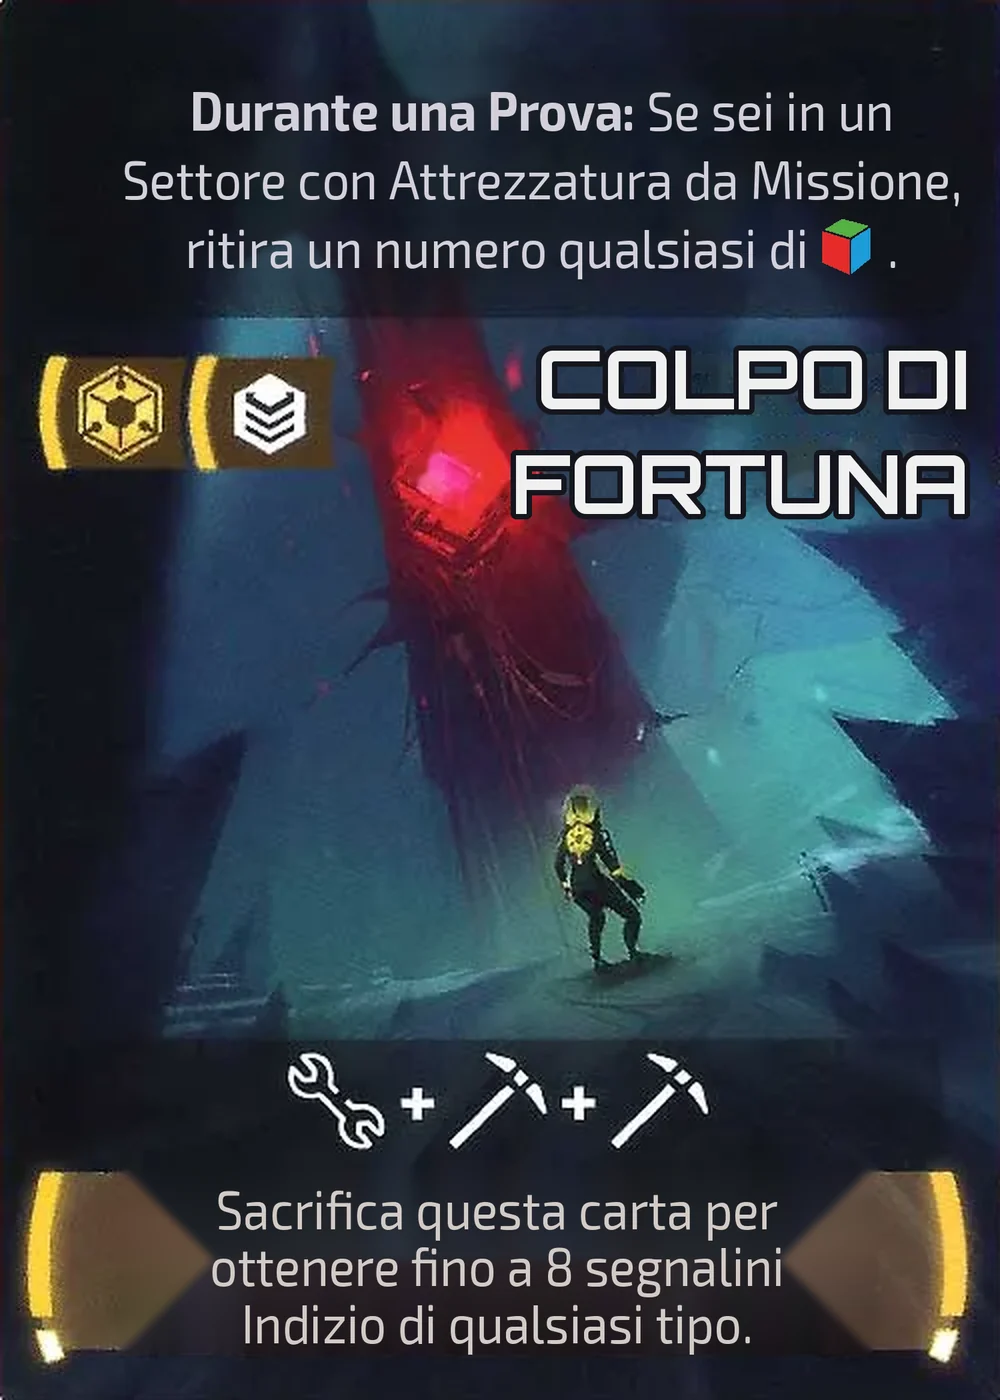 Durante una Prova: Se sei in un
Settore con Attrezzatura da Missione,
ritira un numero qualsiasi di .
COLPO DI
FORTUNA
+ +
Sacrifica questa carta per
ottenere fino a 8 segnalini
Indizio di qualsiasi tipo.